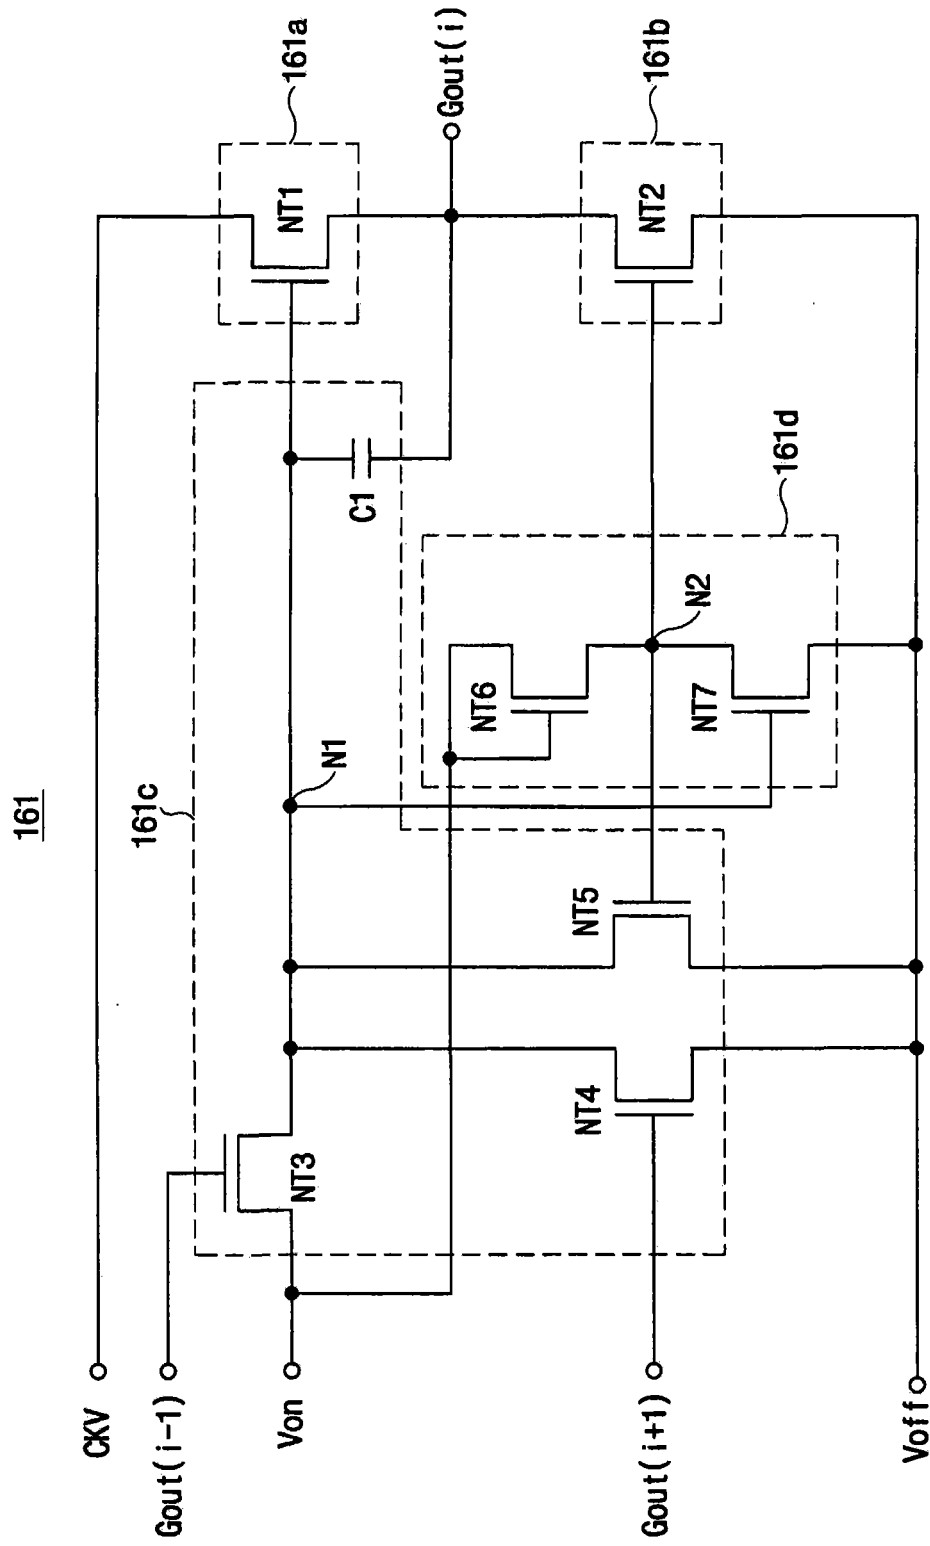 161
CKV
Gout(i-1)
Von
Gout(i+1)
Voff
161c
NT3
NT4
NT5
N1
NT6
NT7
N2
161d
C1
NT1
161a
Gout(i)
NT2
161b